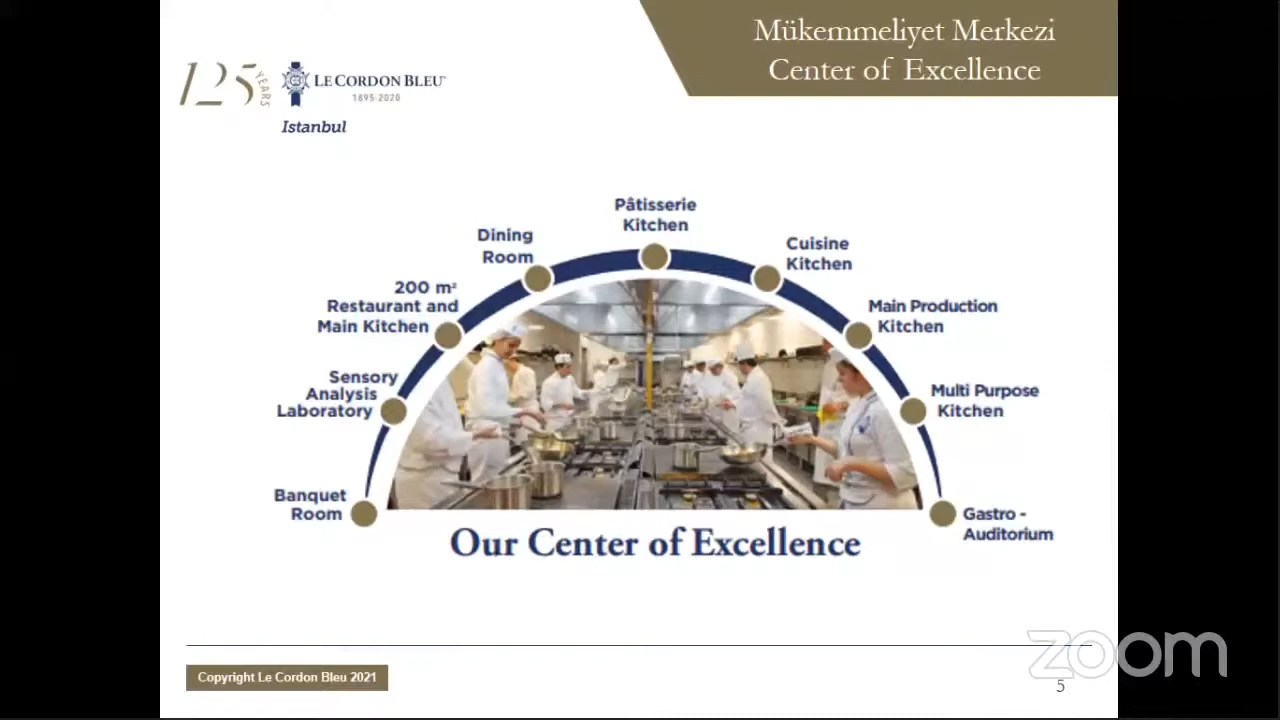 Mükemmeliyet Merkezi
Center of Excellence
125 YEARS
LE CORDON BLEU
1895-2020
Istanbul
Pâtisserie
Kitchen
Dining
Room
Cuisine
Kitchen
200 m²
Restaurant and
Main Kitchen
Main Production
Kitchen
Sensory
Analysis
Laboratory
Multi Purpose
Kitchen
Banquet
Room
Gastro -
Auditorium
Our Center of Excellence
Copyright Le Cordon Bleu 2021
zoom
5